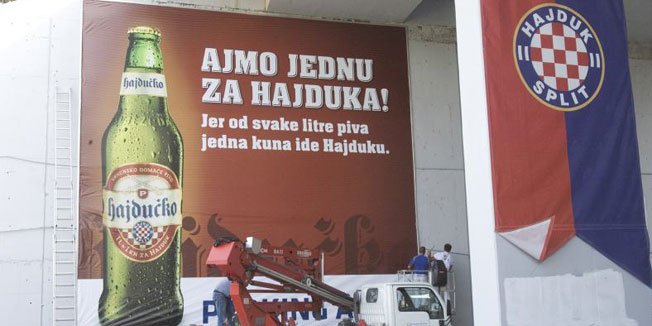 AJMO JEDNU
ZA HAJDUKA!
Jer od svake litre piva
jedna kuna ide Hajduku.
hajdučko
P
hajdučko
HAJDUK
SPLIT